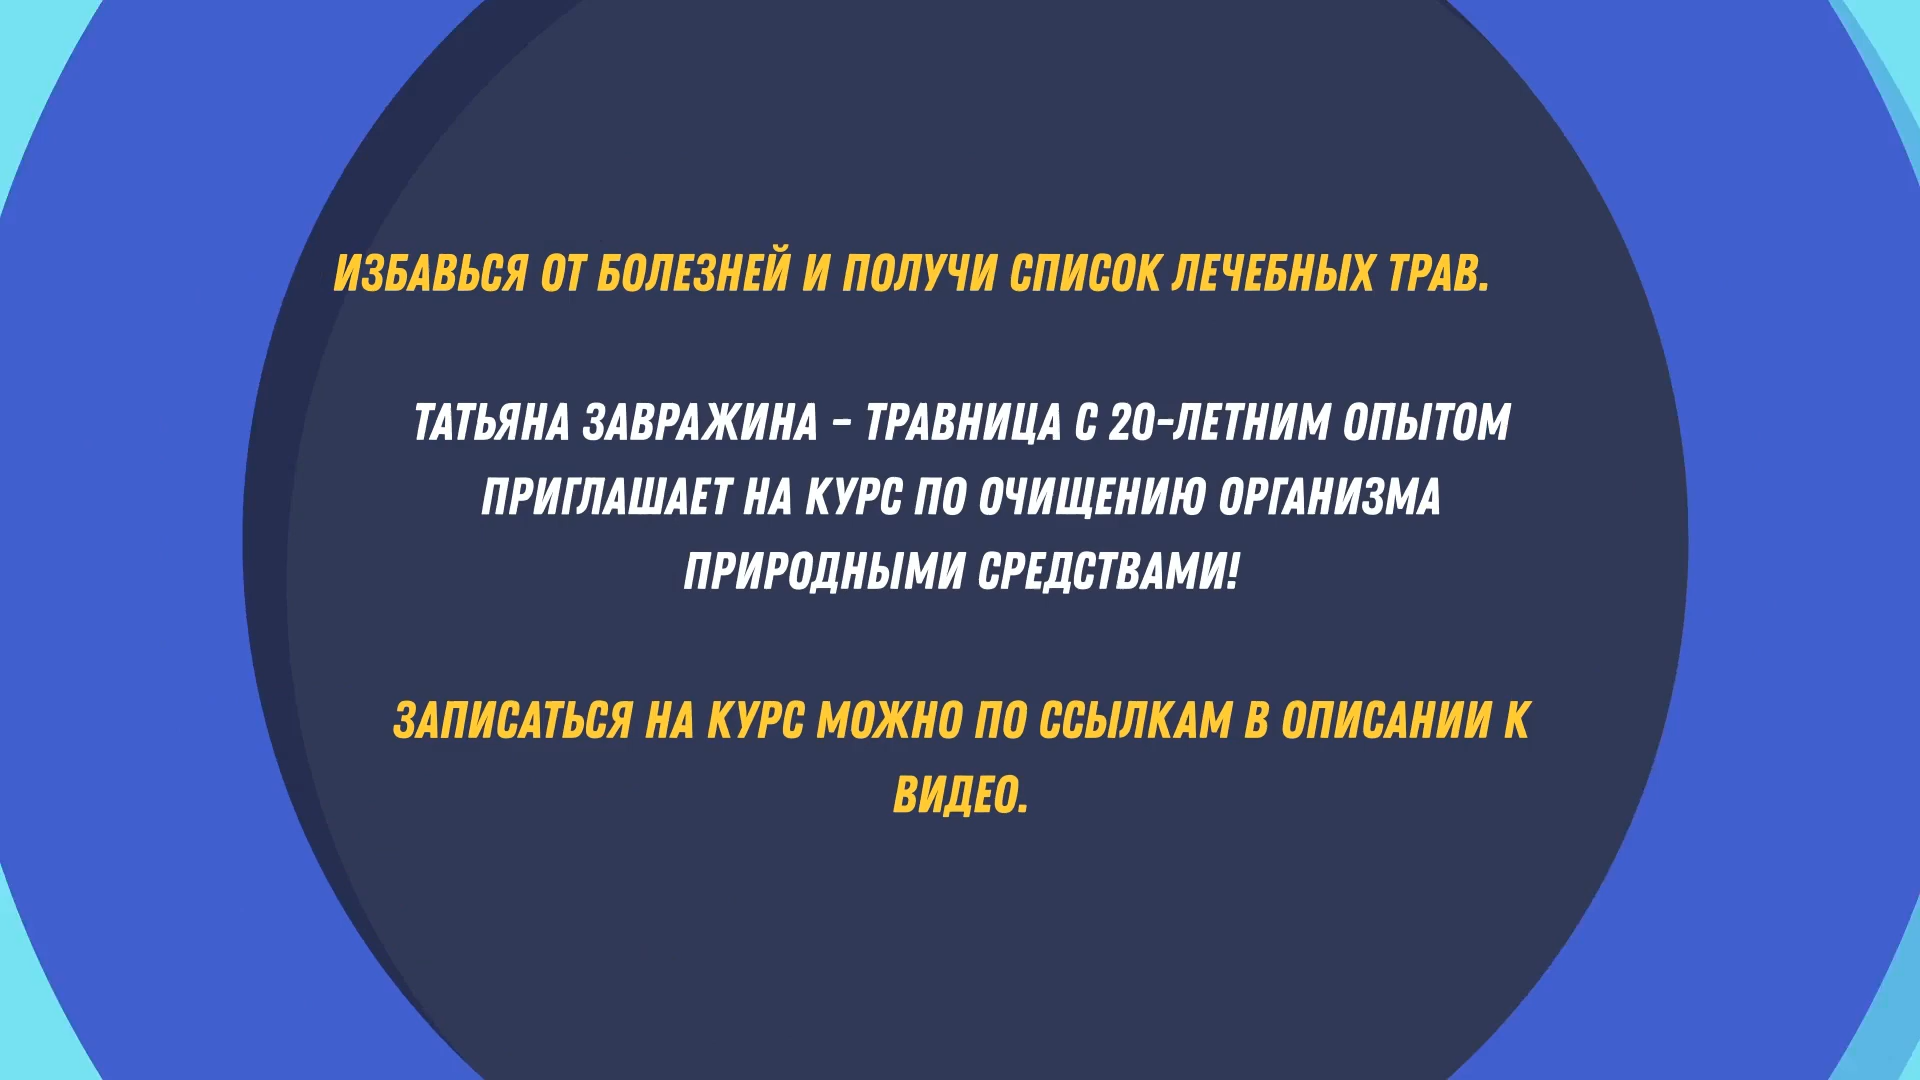 ИЗБАВЬСЯ ОТ БОЛЕЗНЕЙ И ПОЛУЧИ СПИСОК ЛЕЧЕБНЫХ ТРАВ.
ТАТЬЯНА ЗАВРАЖИНА - ТРАВНИЦА С 20-ЛЕТНИМ ОПЫТОМ
ПРИГЛАШАЕТ НА КУРС ПО ОЧИЩЕНИЮ ОРГАНИЗМА
ПРИРОДНЫМИ СРЕДСТВАМИ!
ЗАПИСАТЬСЯ НА КУРС МОЖНО ПО ССЫЛКАМ В ОПИСАНИИ К
ВИДЕО.